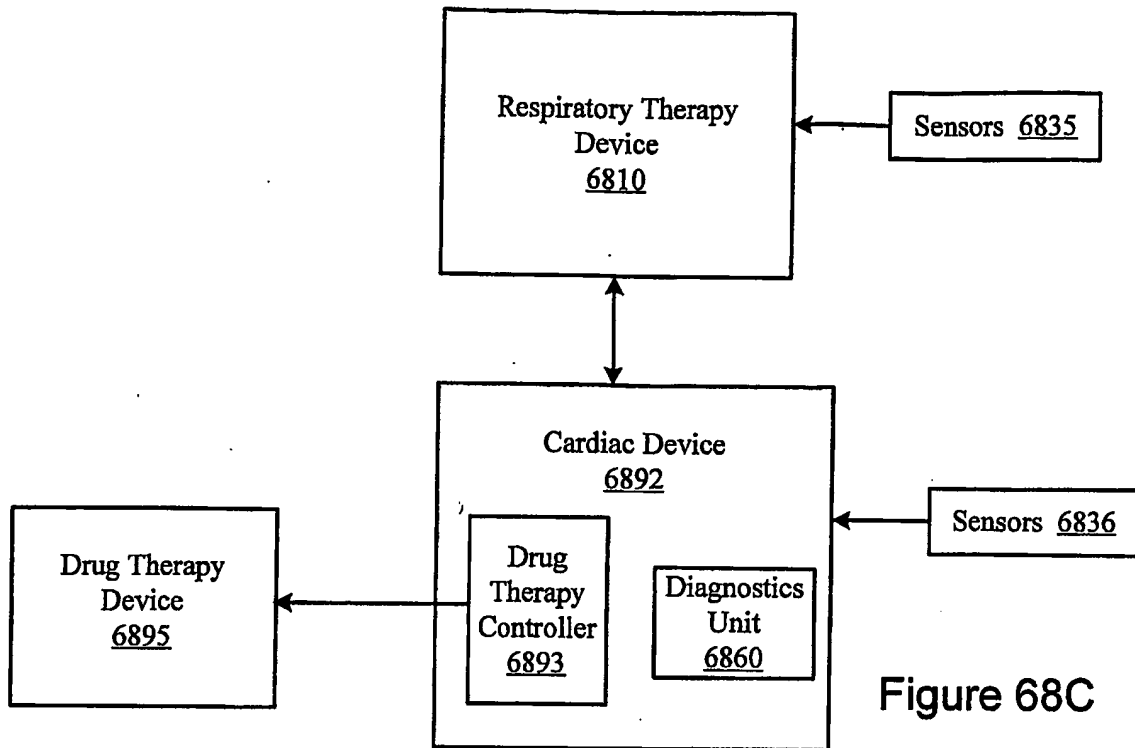 Respiratory Therapy
Device
6810
Sensors 6835
Cardiac Device
6892
Sensors 6836
Drug Therapy
Device
6895
Drug
Therapy
Controller
6893
Diagnostics
Unit
6860
Figure 68C